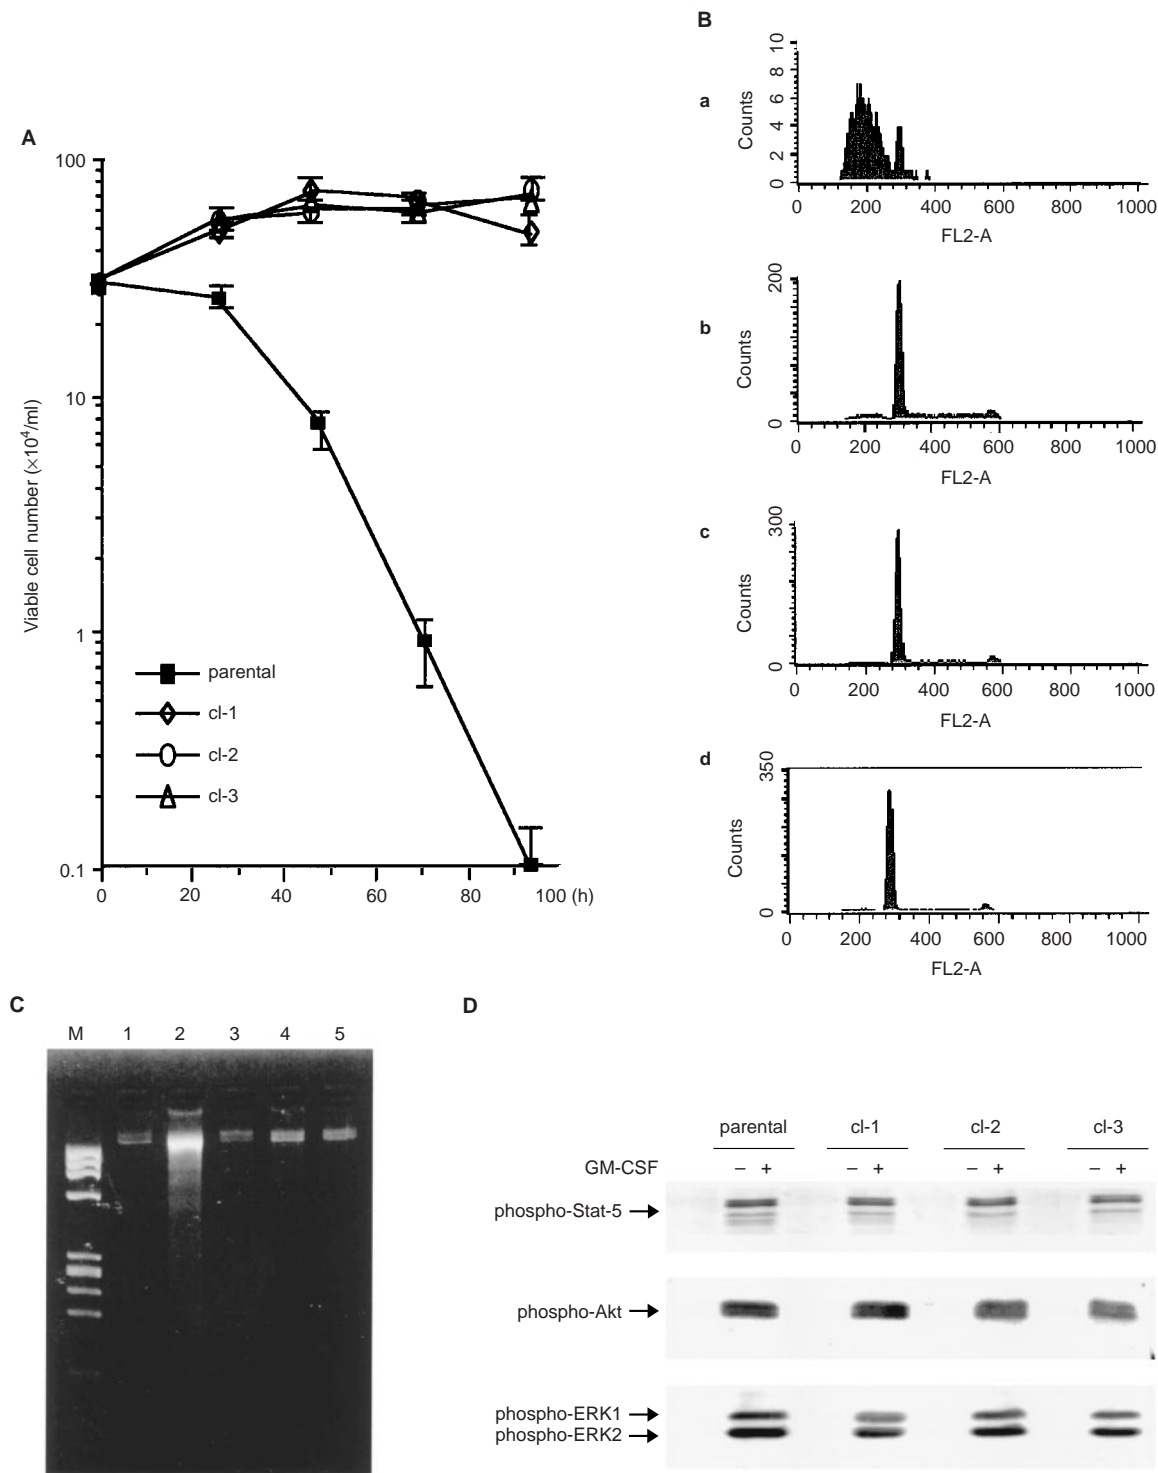 A
Viable cell number (×10⁴/ml)
100
10
1
0.1
0 20 40 60 80 100 (h)
parental
cl-1
cl-2
cl-3
B
a
Counts
10
8
6
4
2
0
0 200 400 600 800 1000
FL2-A
b
Counts
200
0
0 200 400 600 800 1000
FL2-A
c
Counts
300
0
0 200 400 600 800 1000
FL2-A
d
Counts
350
0
0 200 400 600 800 1000
FL2-A
C
M 1 2 3 4 5
D
parental cl-1 cl-2 cl-3
GM-CSF – + – + – + – +
phospho-Stat-5
phospho-Akt
phospho-ERK1
phospho-ERK2